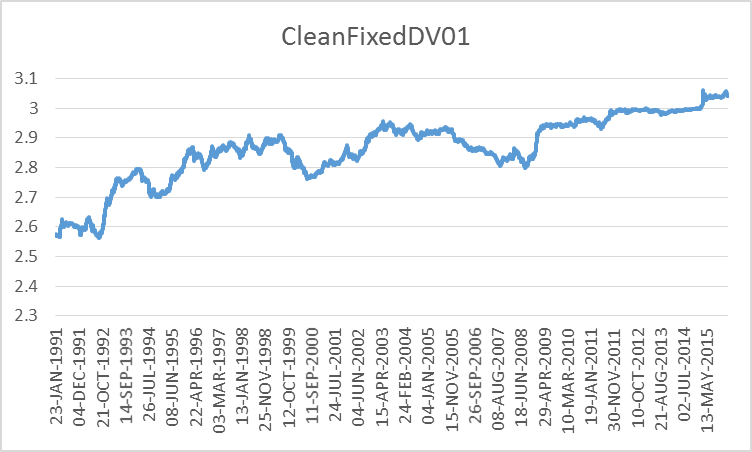 CleanFixedDV01
3.1
3
2.9
2.8
2.7
2.6
2.5
2.4
2.3
23-JAN-1991
04-DEC-1991
21-OCT-1992
14-SEP-1993
26-JUL-1994
08-JUN-1995
22-APR-1996
03-MAR-1997
13-JAN-1998
25-NOV-1998
12-OCT-1999
11-SEP-2000
24-JUL-2001
06-JUN-2002
15-APR-2003
24-FEB-2004
04-JAN-2005
15-NOV-2005
26-SEP-2006
08-AUG-2007
18-JUN-2008
29-APR-2009
10-MAR-2010
19-JAN-2011
30-NOV-2011
10-OCT-2012
21-AUG-2013
02-JUL-2014
13-MAY-2015